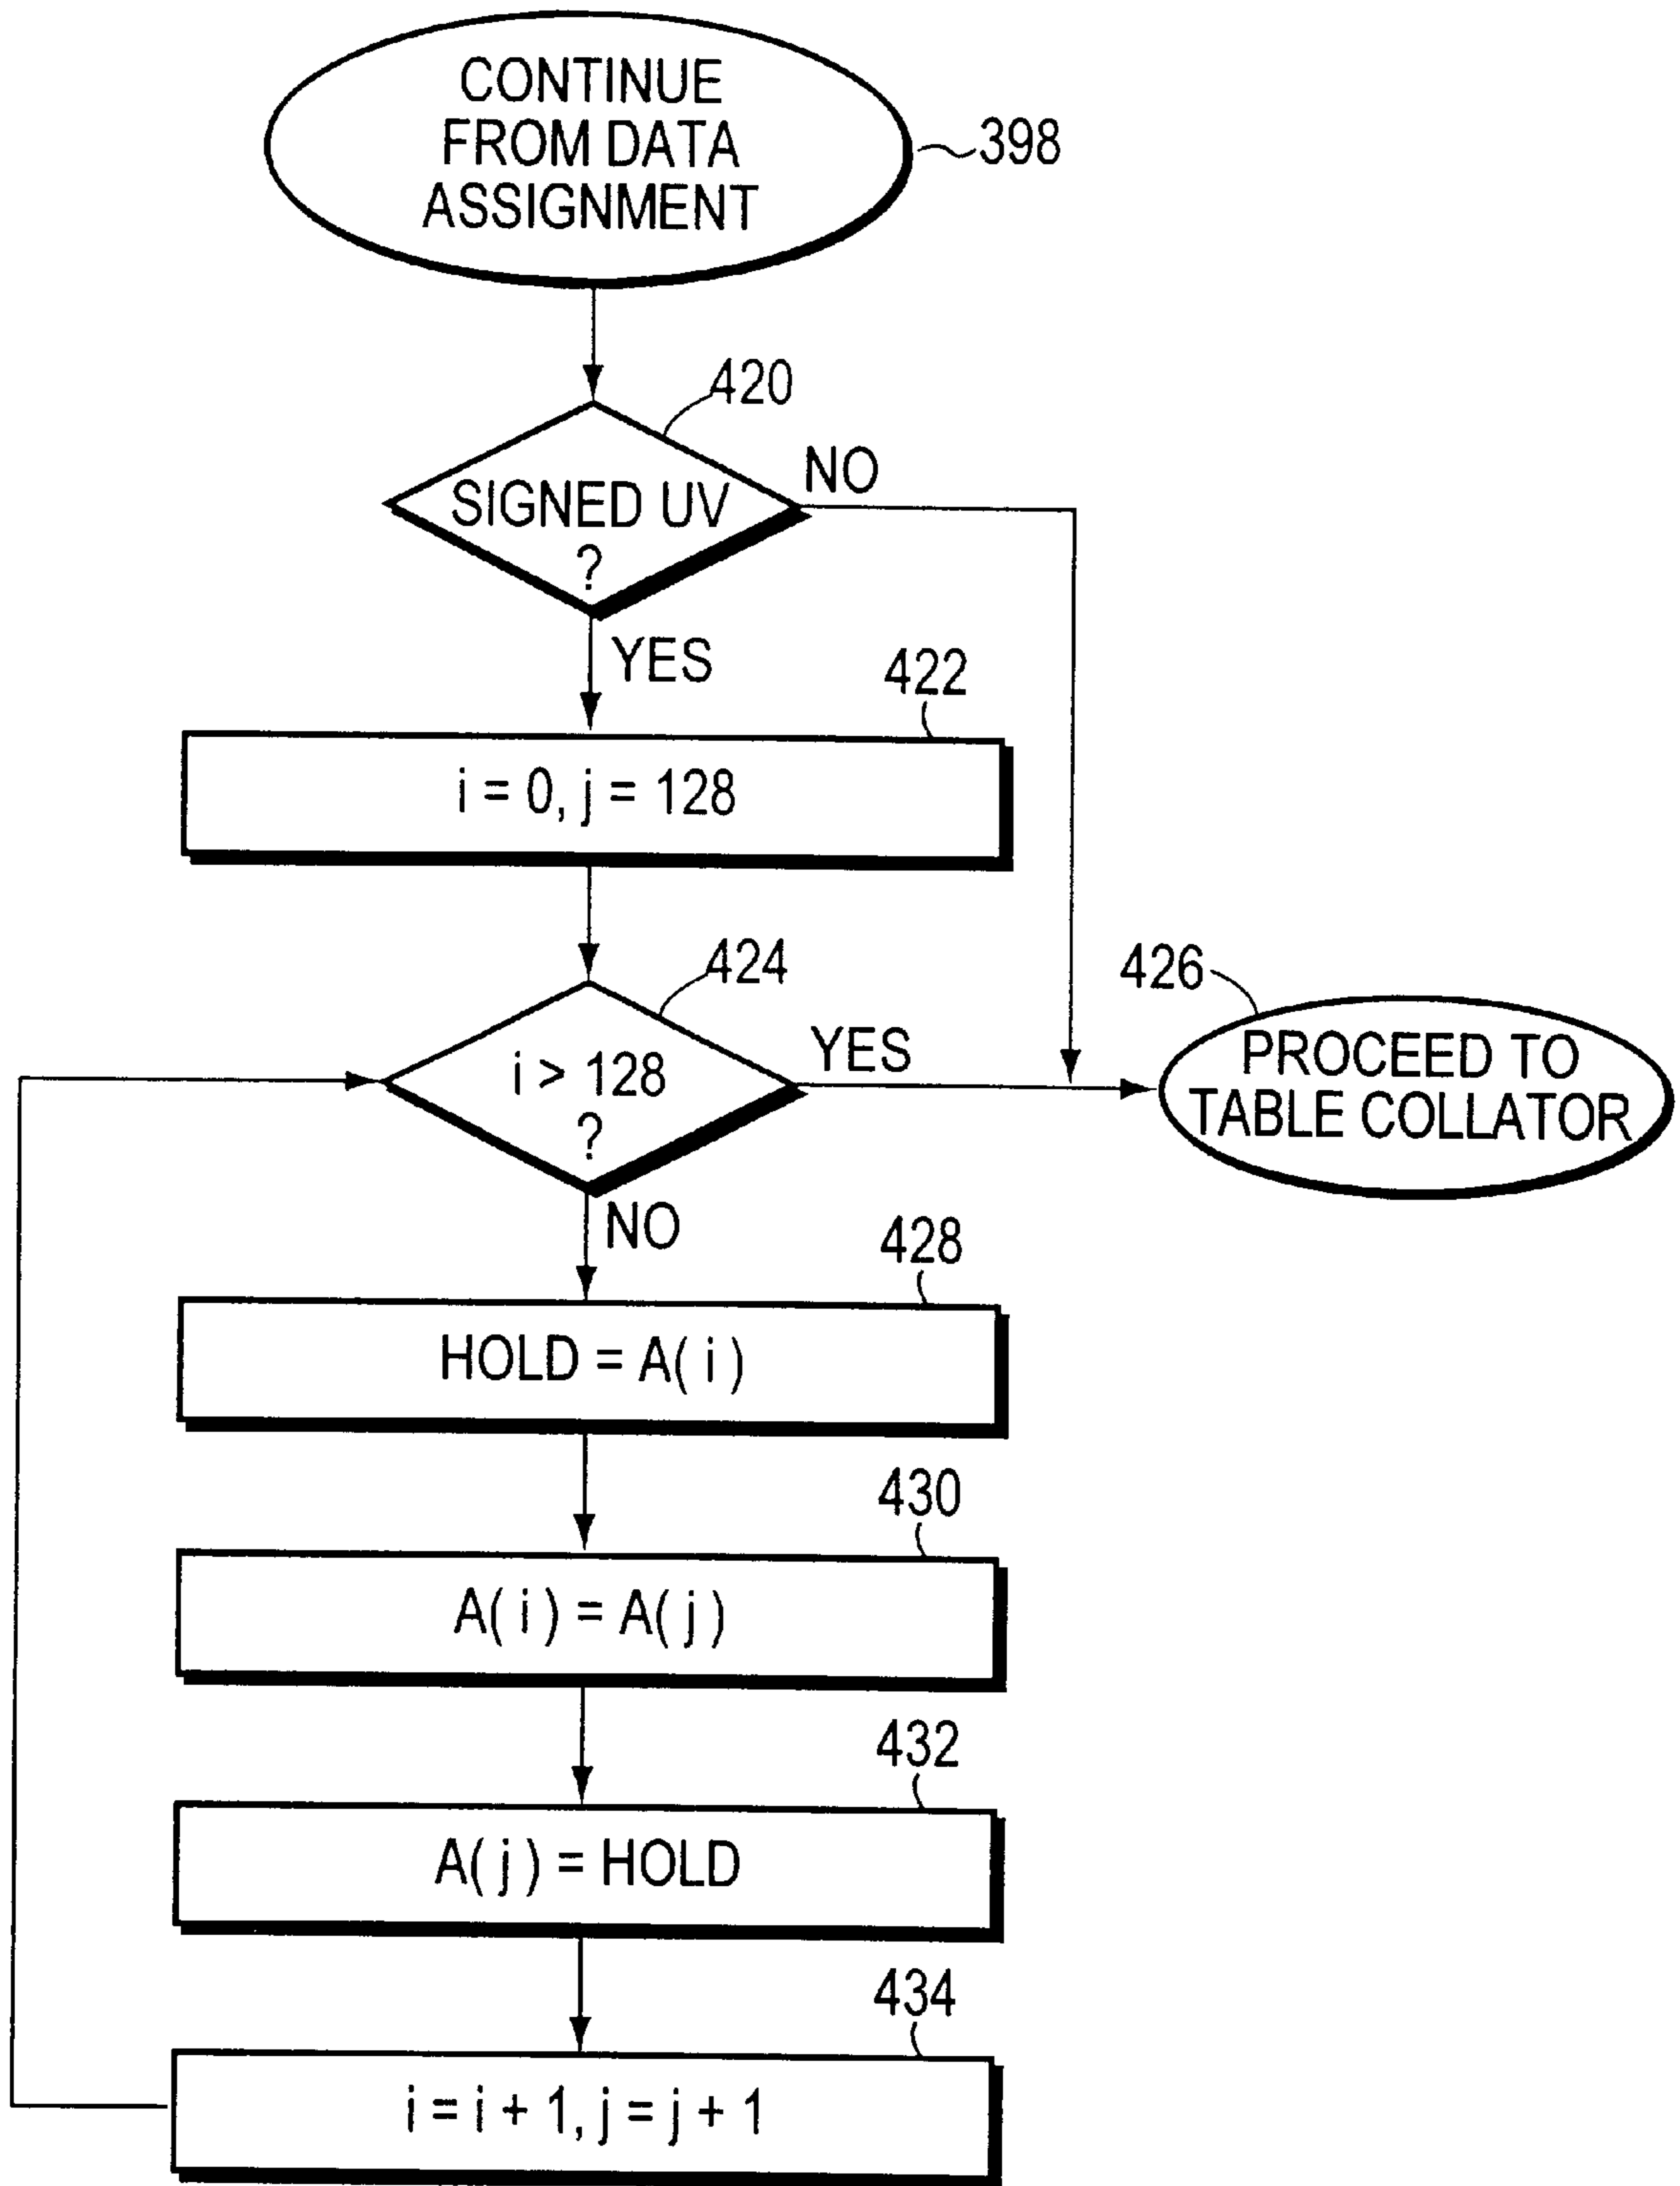 CONTINUE
FROM DATA
ASSIGNMENT
398
420
SIGNED UV
?
NO
YES
422
i = 0, j = 128
424
i > 128
?
YES
426
PROCEED TO
TABLE COLLATOR
NO
428
HOLD = A( i )
430
A( i ) = A( j )
432
A( j ) = HOLD
434
i = i + 1, j = j + 1